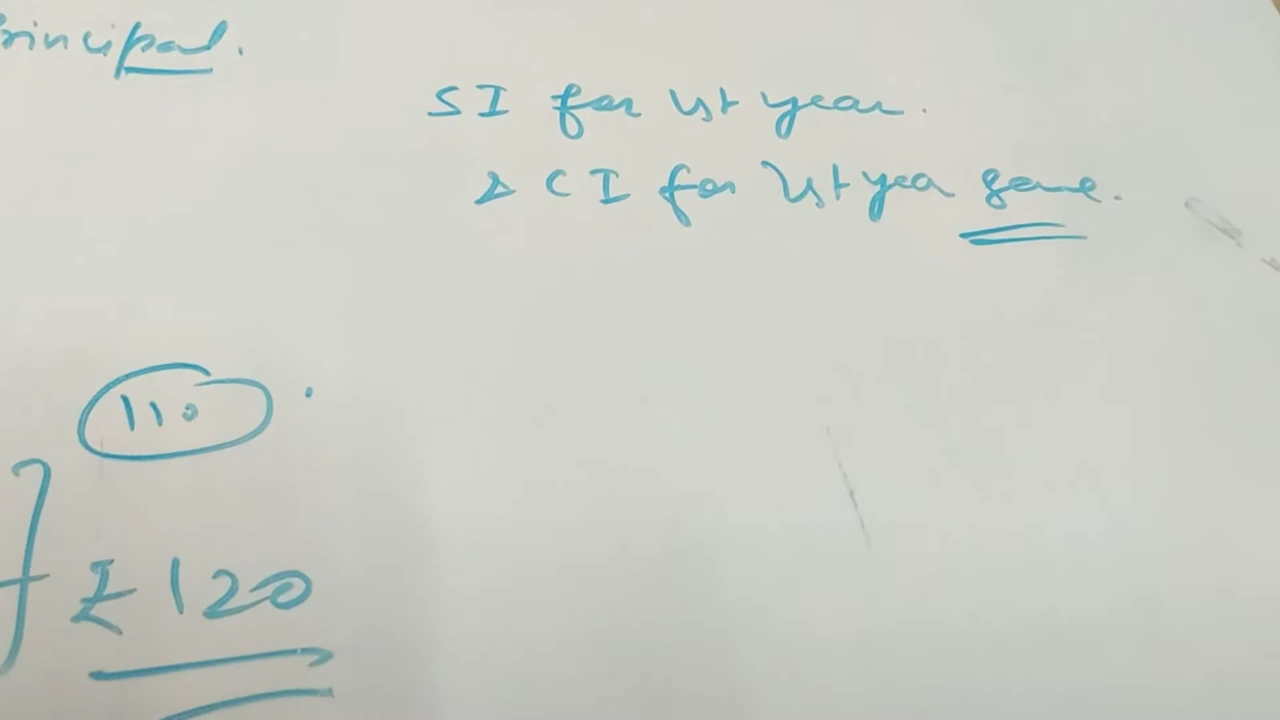 rincipal.
SI for 1st year.
& CI for 1st year same.
110
₹120